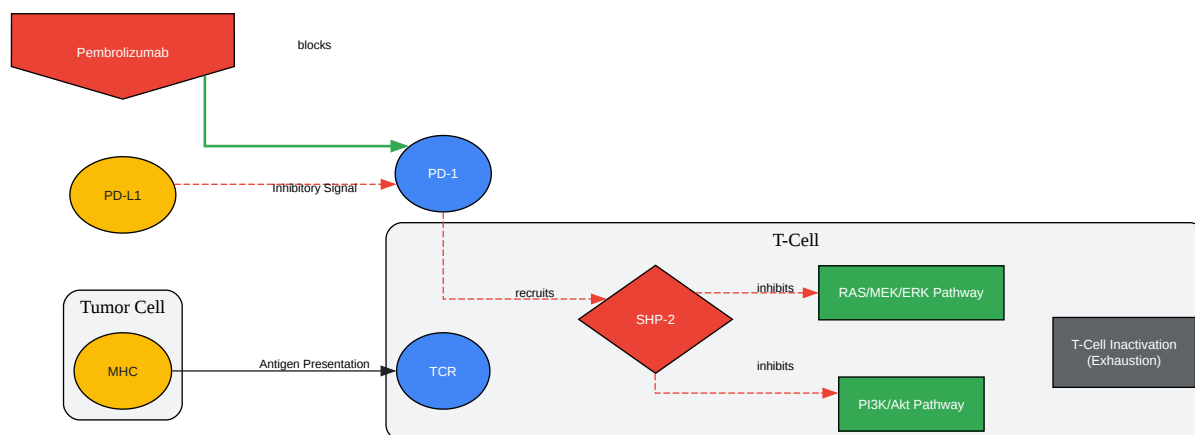 Pembrolizumab
blocks
PD-1
PD-L1
Inhibitory Signal
T-Cell
Tumor Cell
recruits
SHP-2
inhibits
RAS/MEK/ERK Pathway
MHC
Antigen Presentation
TCR
inhibits
PI3K/Akt Pathway
T-Cell Inactivation
(Exhaustion)